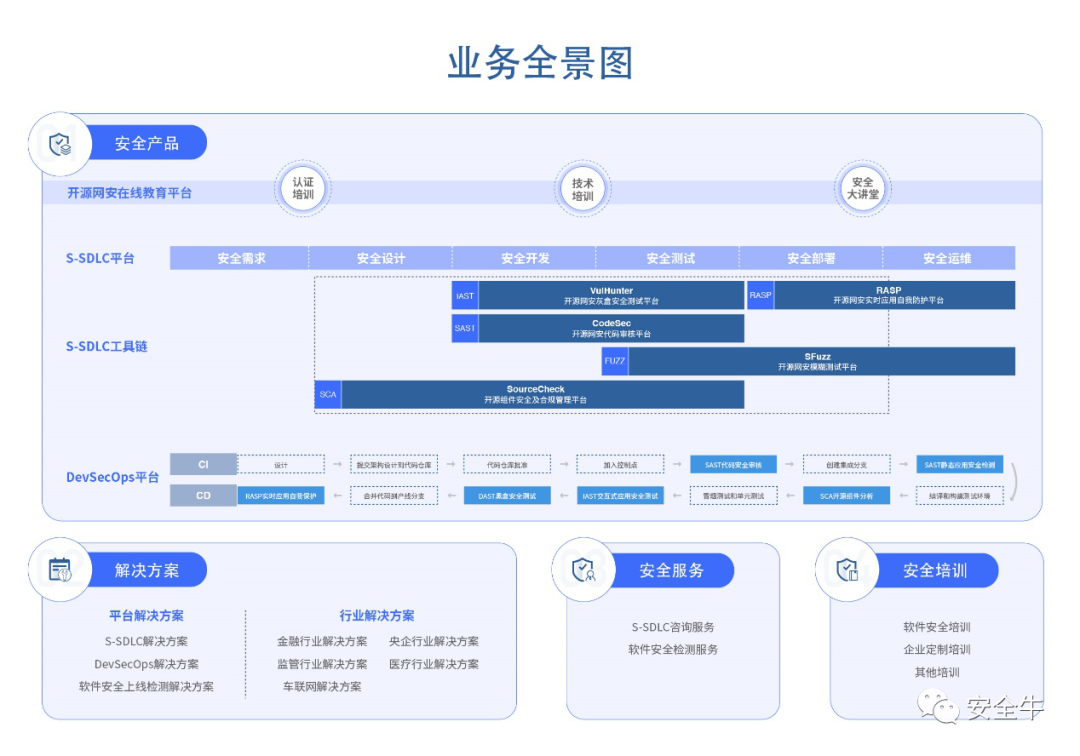 业务全景图
安全产品
开源网安在线教育平台
认证
培训
技术
培训
安全
大讲堂
S-SDLC平台
安全需求
安全设计
安全开发
安全测试
安全部署
安全运维
S-SDLC工具链
IAST
VulHunter
开源网安灰盒安全测试平台
RASP
RASP
开源网安实时应用自我防护平台
SAST
CodeSec
开源网安代码审核平台
FUZZ
SFuzz
开源网安模糊测试平台
SCA
SourceCheck
开源组件安全及合规管理平台
DevSecOps平台
CI
设计
提交架构设计到代码仓库
代码仓库批准
加入控制点
SAST代码安全审核
创建集成分支
SAST静态应用安全检测
CD
RASP实时应用自我保护
合并代码到产线分支
DAST黑盒安全测试
IAST交互式应用安全测试
冒烟测试和单元测试
SCA开源组件分析
编译和构建测试环境
解决方案
平台解决方案
S-SDLC解决方案
DevSecOps解决方案
软件安全上线检测解决方案
行业解决方案
金融行业解决方案 央企行业解决方案
监管行业解决方案 医疗行业解决方案
车联网解决方案
安全服务
S-SDLC咨询服务
软件安全检测服务
安全培训
软件安全培训
企业定制培训
其他培训
安全牛